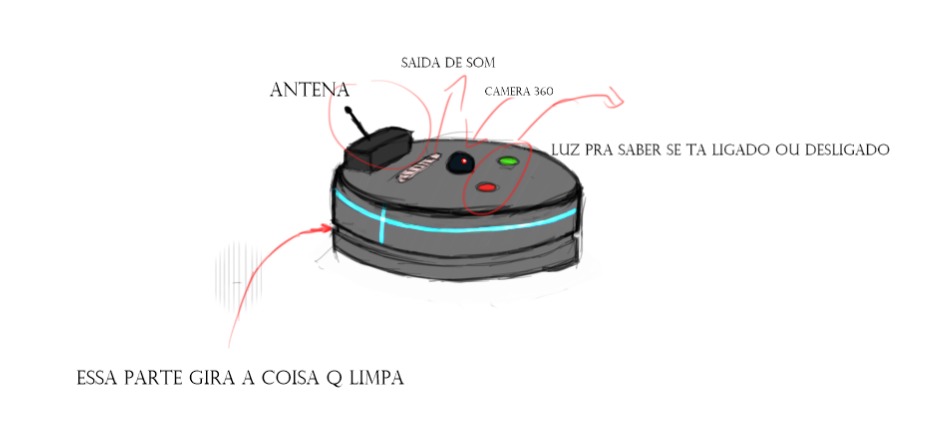 SAIDA DE SOM
ANTENA
CAMERA 360
LUZ PRA SABER SE TA LIGADO OU DESLIGADO
ESSA PARTE GIRA A COISA Q LIMPA